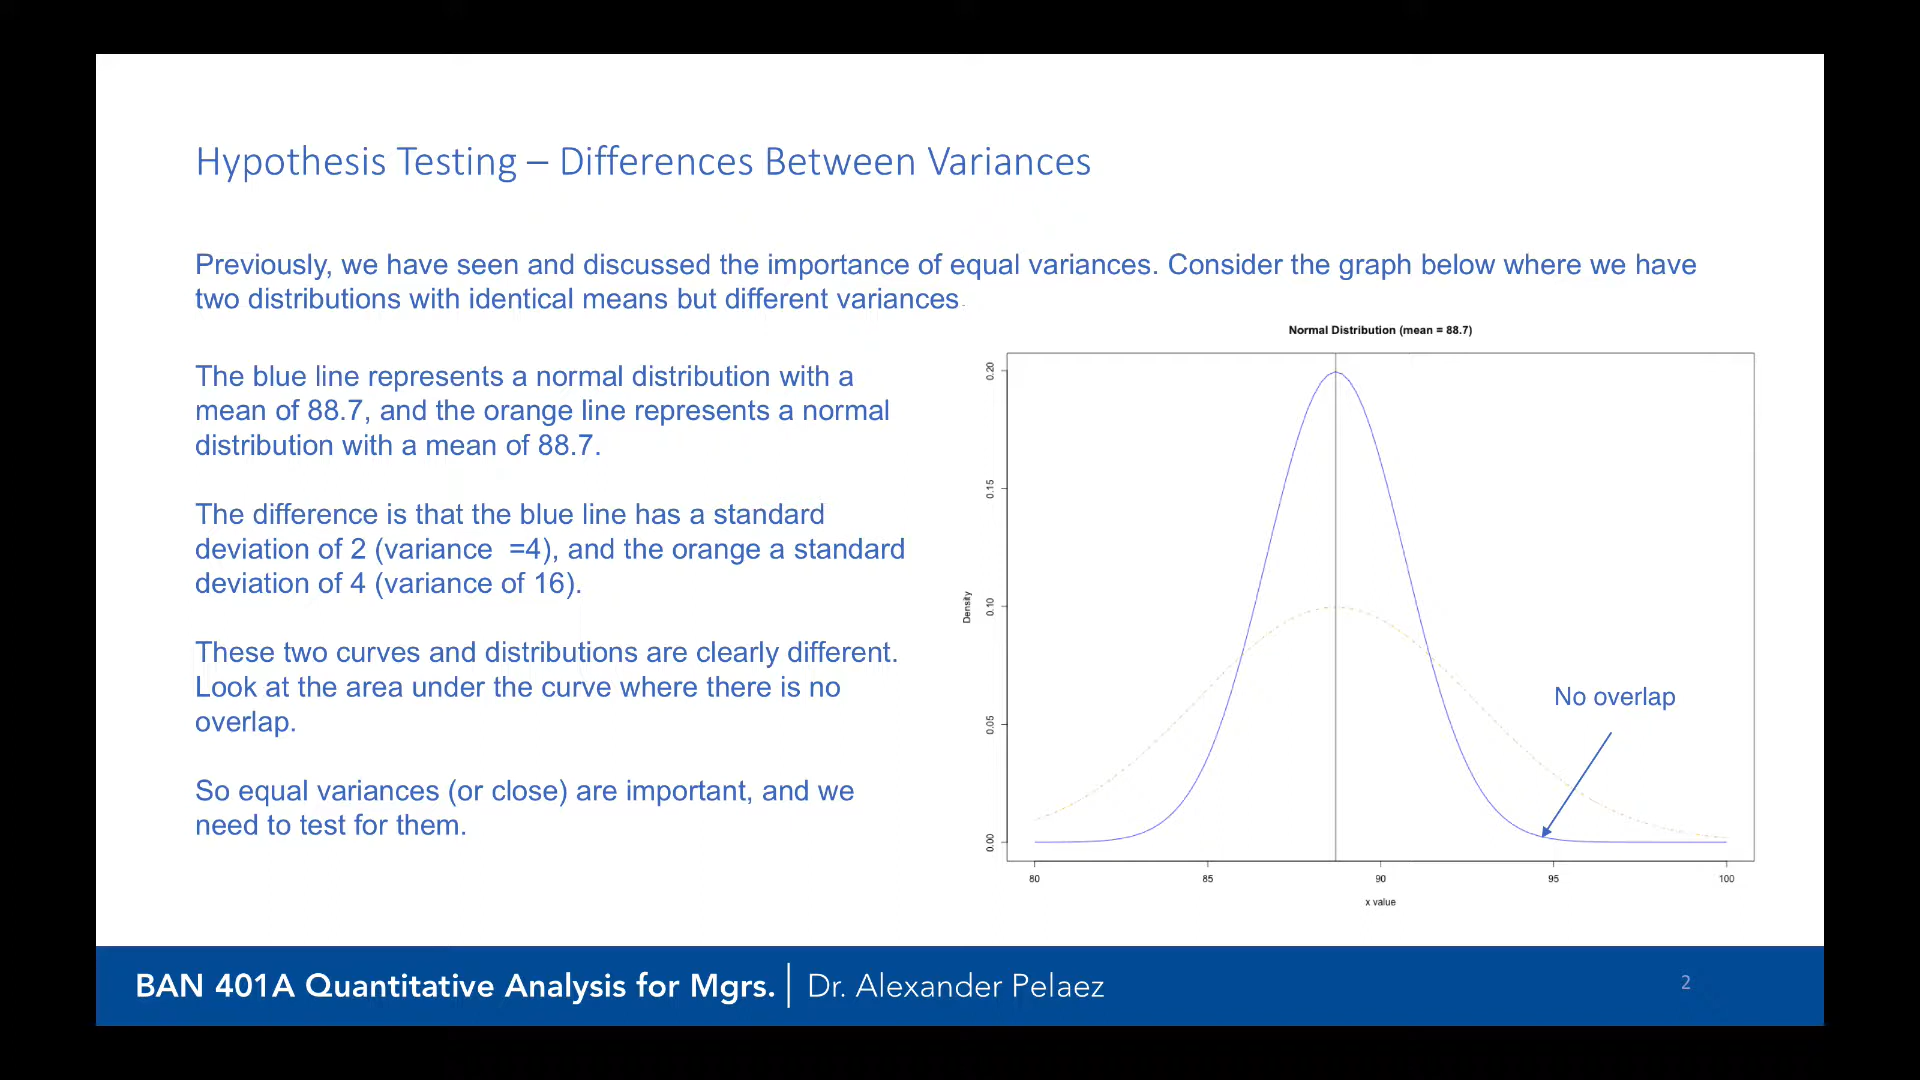 Hypothesis Testing – Differences Between Variances
Previously, we have seen and discussed the importance of equal variances. Consider the graph below where we have
two distributions with identical means but different variances.
The blue line represents a normal distribution with a
mean of 88.7, and the orange line represents a normal
distribution with a mean of 88.7.
The difference is that the blue line has a standard
deviation of 2 (variance  =4), and the orange a standard
deviation of 4 (variance of 16).
These two curves and distributions are clearly different.
Look at the area under the curve where there is no
overlap.
So equal variances (or close) are important, and we
need to test for them.
Normal Distribution (mean = 88.7)
0.20
0.15
0.10
0.05
0.00
Density
No overlap
80 85 90 95 100
x value
BAN 401A Quantitative Analysis for Mgrs. | Dr. Alexander Pelaez
2